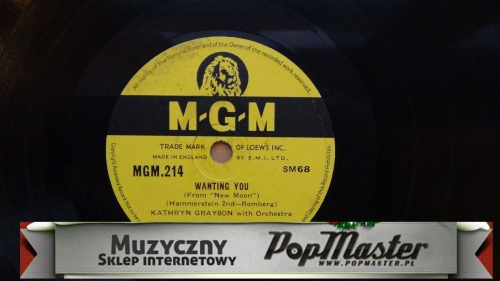 All rights of the Manufacturer and of the Owner of the recorded work reserved.
M-G-M
TRADE MARK OF LOEWS INC.
MADE IN ENGLAND BY E.M.I. LTD.
MGM.214 SM68
WANTING YOU
(From "New Moon")
(Hammerstein 2nd—Romberg)
KATHRYN GRAYSON with Orchestra
Muzyczny
Sklep internetowy
PopMaster
www.popmaster.pl